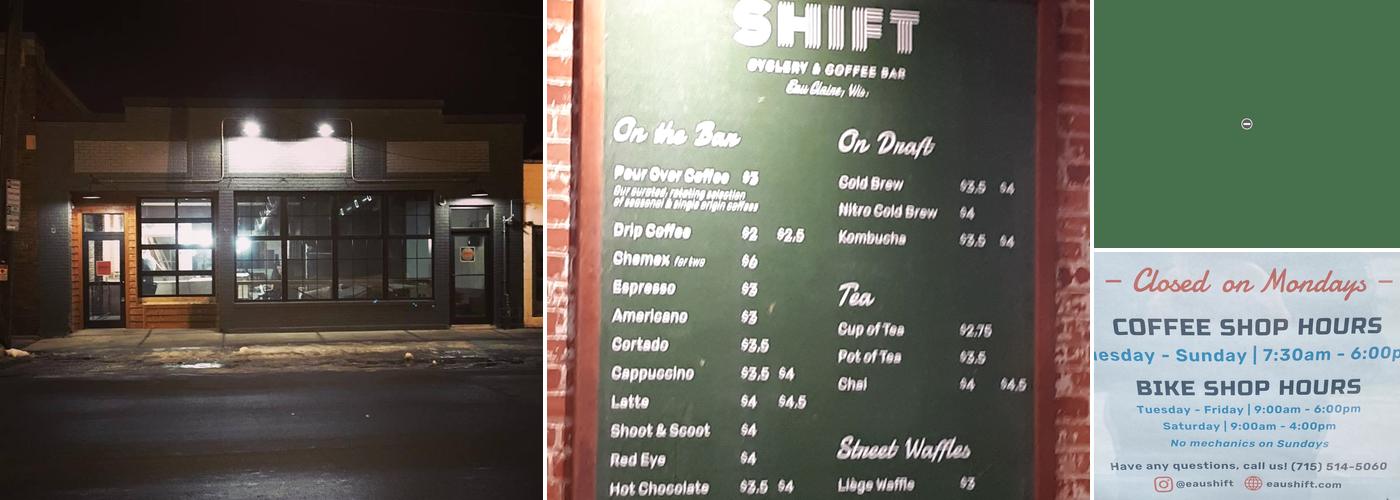 SHIFT
CYCLERY & COFFEE BAR
Eau Claire, Wis.
On the Bar
Pour Over Coffee $3
Our curated, rotating selection
of seasonal & single origin coffees
Drip Coffee $2 $2,5
Chemex for two $6
Espresso $3
Americano $3
Cortado $3,5
Cappuccino $3,5 $4
Latte $4 $4,5
Shoot & Scoot $4
Red Eye $4
Hot Chocolate $3,5 $4
On Draft
Cold Brew $3,5 $4
Nitro Cold Brew $4
Kombucha $3,5 $4
Tea
Cup of Tea $2,75
Pot of Tea $3,5
Chai $4 $4,5
Street Waffles
Liège Waffle $3
- Closed on Mondays -
COFFEE SHOP HOURS
uesday - Sunday | 7:30am - 6:00p
BIKE SHOP HOURS
Tuesday - Friday | 9:00am - 6:00pm
Saturday | 9:00am - 4:00pm
No mechanics on Sundays
Have any questions, call us! (715) 514-5060
@eaushift eaushift.com